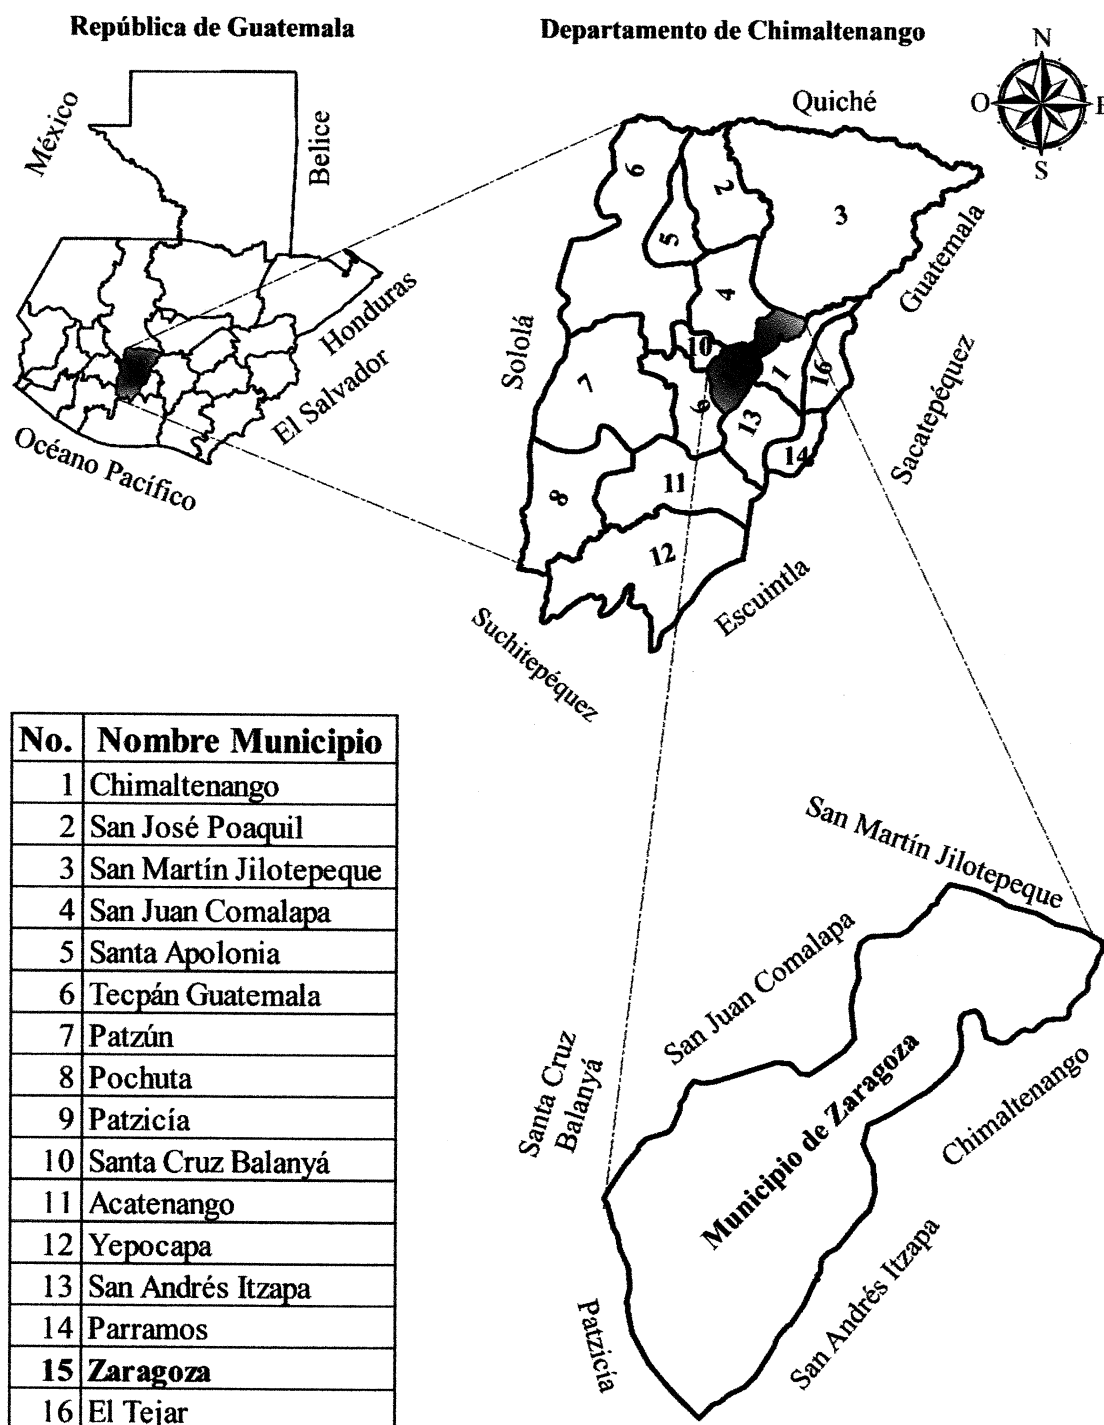 República de Guatemala
Departamento de Chimaltenango
N
O
E
S
México
Belice
Honduras
El Salvador
Océano Pacífico
Quiché
Guatemala
Sololá
Sacatepéquez
Escuintla
Suchitepéquez
6
2
3
5
4
10
7
9
1
16
13
14
8
11
12
No. Nombre Municipio
1 Chimaltenango
2 San José Poaquil
3 San Martín Jilotepeque
4 San Juan Comalapa
5 Santa Apolonia
6 Tecpán Guatemala
7 Patzún
8 Pochuta
9 Patzicía
10 Santa Cruz Balanyá
11 Acatenango
12 Yepocapa
13 San Andrés Itzapa
14 Parramos
15 Zaragoza
16 El Tejar
San Martín Jilotepeque
San Juan Comalapa
Santa Cruz
Balanyá
Municipio de Zaragoza
Chimaltenango
San Andrés Itzapa
Patzicía